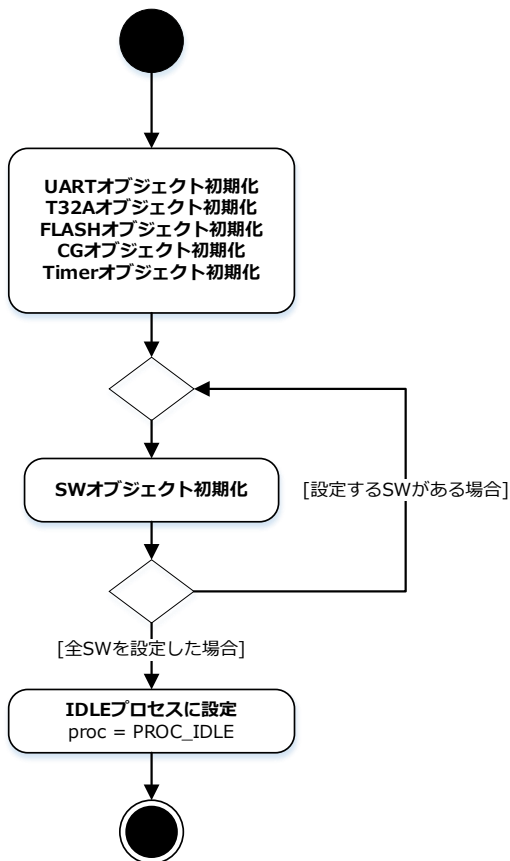 UARTオブジェクト初期化
T32Aオブジェクト初期化
FLASHオブジェクト初期化
CGオブジェクト初期化
Timerオブジェクト初期化
SWオブジェクト初期化
[設定するSWがある場合]
[全SWを設定した場合]
IDLEプロセスに設定
proc = PROC_IDLE